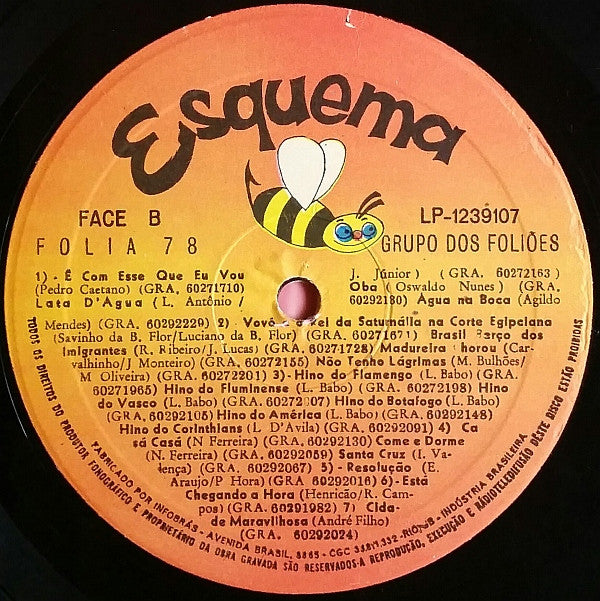 Esquema
FACE B
LP-1239107
FOLIA 78
GRUPO DOS FOLIÕES
1) - É Com Esse Que Eu Vou
(Pedro Caetano) (GRA. 60271710)
Lata D'Agua (L. Antônio /
J. Júnior) (GRA. 60272163)
Oba (Oswaldo Nunes) (GRA.
60292180) Água na Boca (Agildo
Mendes) (GRA. 60292229) 2) - Vovó e o Rei da Saturnália na Corte Egipciana
(Savinho da B. Flor/Luciano da B. Flor) (GRA. 60271671) Brasil Berço dos
Imigrantes (R. Ribeiro/J. Lucas) (GRA. 60271728) Madureira Chorou (Car-
valhinho/J Monteiro) (GRA. 60272155) Não Tenho Lágrimas (M. Bulhões/
M Oliveira) (GRA. 60272201) 3) - Hino do Flamengo (L. Babo) (GRA.
60271965) Hino do Fluminense (L. Babo) (GRA. 60272198) Hino
do Vasco (L. Babo) (GRA. 60272 07) Hino do Botafogo (L. Babo)
(GRA. 60292105) Hino do América (L. Babo) (GRA. 60292148)
Hino do Corinthians (L D'Avila) (GRA. 60292091) 4) Ca
sá Casá (N Ferreira) (GRA. 60292130) Come e Dorme
(N. Ferreira) (GRA. 60292059) Santa Cruz (I. Va-
lença) (GRA. 60292067) 5) - Resolução (E.
Araujo/P Hora) (GRA 60292016) 6) - Está
Chegando a Hora (Henricão/R. Cam-
pos) (GRA. 60291982) 7) Cida-
de Maravilhosa (André Filho)
(GRA. 60292024)
FABRICADO POR INFOBRÁS - AVENIDA BRASIL, - CGC - RIO - INDÚSTRIA BRASILEIRA
TODOS OS DIREITOS DO PRODUTOR FONOGRÁFICO E PROPRIETÁRIO DA OBRA GRAVADA SÃO RESERVADOS-A REPRODUÇÃO, EXECUÇÃO E RÁDIOTELEDIFUSÃO DÊSTE DISCO ESTÃO PROIBIDAS